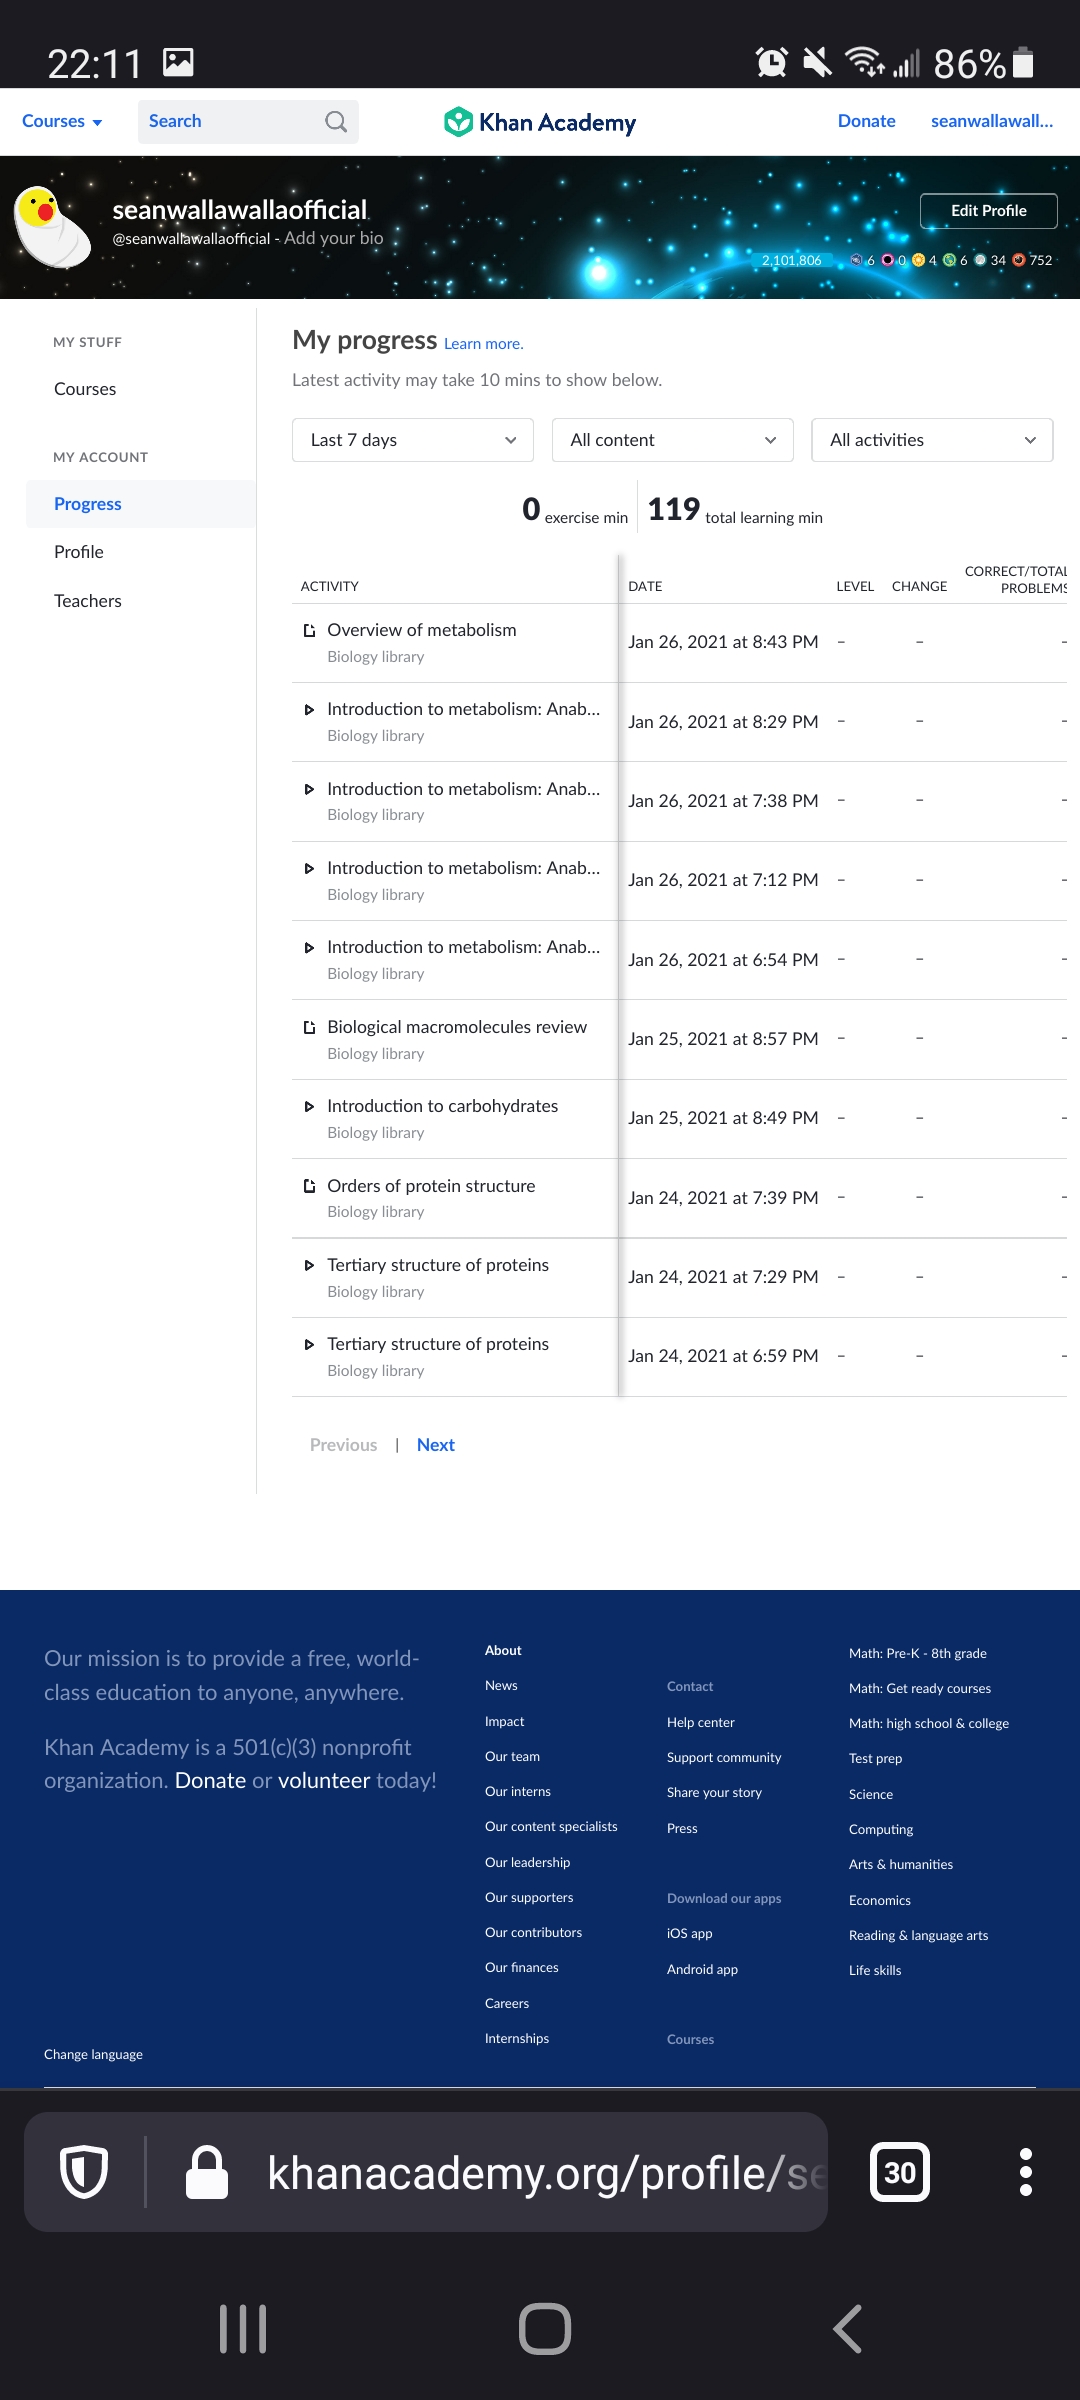 22:11 86%
Courses Search Khan Academy Donate seanwallawall...
seanwallawallaofficial
@seanwallawallaofficial - Add your bio
Edit Profile
2,101,806 6 0 4 6 34 752
MY STUFF
Courses
MY ACCOUNT
Progress
Profile
Teachers
My progress Learn more.
Latest activity may take 10 mins to show below.
Last 7 days All content All activities
0 exercise min 119 total learning min
ACTIVITY DATE LEVEL CHANGE CORRECT/TOTAL PROBLEMS
Overview of metabolism Jan 26, 2021 at 8:43 PM – – –
Biology library
Introduction to metabolism: Anab... Jan 26, 2021 at 8:29 PM – – –
Biology library
Introduction to metabolism: Anab... Jan 26, 2021 at 7:38 PM – – –
Biology library
Introduction to metabolism: Anab... Jan 26, 2021 at 7:12 PM – – –
Biology library
Introduction to metabolism: Anab... Jan 26, 2021 at 6:54 PM – – –
Biology library
Biological macromolecules review Jan 25, 2021 at 8:57 PM – – –
Biology library
Introduction to carbohydrates Jan 25, 2021 at 8:49 PM – – –
Biology library
Orders of protein structure Jan 24, 2021 at 7:39 PM – – –
Biology library
Tertiary structure of proteins Jan 24, 2021 at 7:29 PM – – –
Biology library
Tertiary structure of proteins Jan 24, 2021 at 6:59 PM – – –
Biology library
Previous | Next
Our mission is to provide a free, world-
class education to anyone, anywhere.
Khan Academy is a 501(c)(3) nonprofit
organization. Donate or volunteer today!
Change language
About
News
Impact
Our team
Our interns
Our content specialists
Our leadership
Our supporters
Our contributors
Our finances
Careers
Internships
Contact
Help center
Support community
Share your story
Press
Download our apps
iOS app
Android app
Courses
Math: Pre-K - 8th grade
Math: Get ready courses
Math: high school & college
Test prep
Science
Computing
Arts & humanities
Economics
Reading & language arts
Life skills
khanacademy.org/profile/se 30